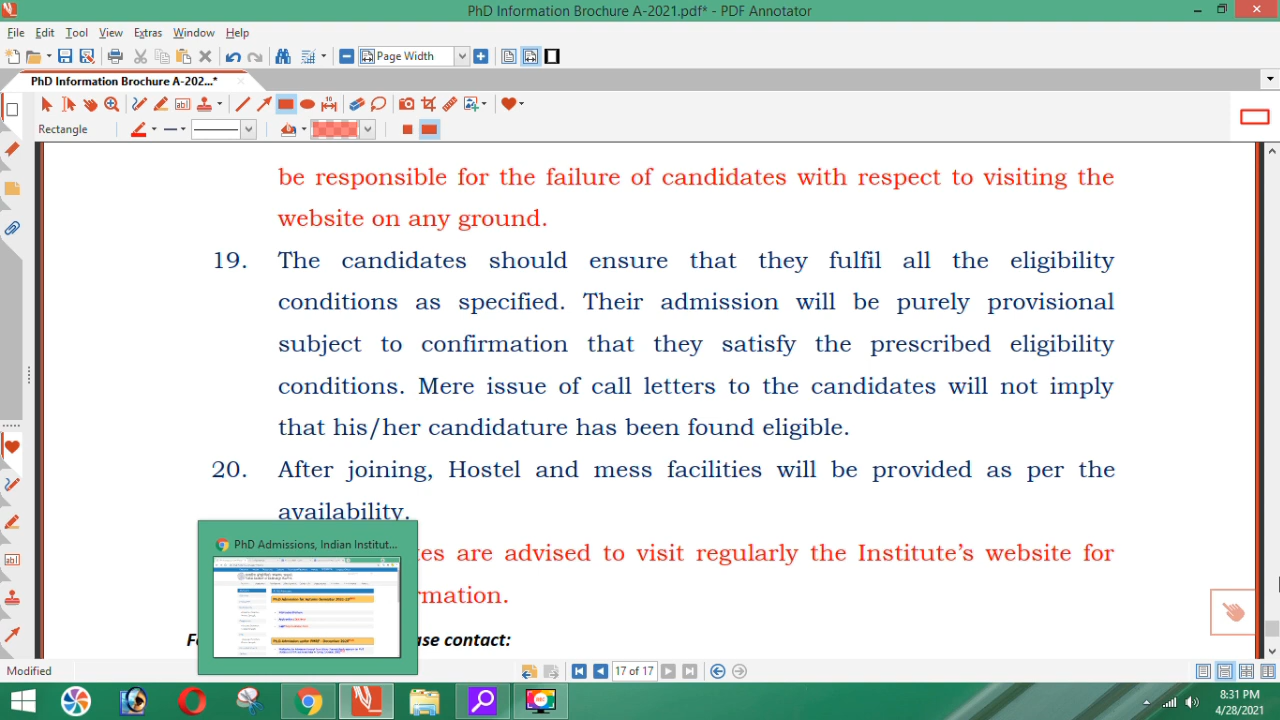 PhD Information Brochure A-2021.pdf* - PDF Annotator
File Edit Tool View Extras Window Help
Page Width
PhD Information Brochure A-202...*
Rectangle
be responsible for the failure of candidates with respect to visiting the
website on any ground.
19. The candidates should ensure that they fulfil all the eligibility
conditions as specified. Their admission will be purely provisional
subject to confirmation that they satisfy the prescribed eligibility
conditions. Mere issue of call letters to the candidates will not imply
that his/her candidature has been found eligible.
20. After joining, Hostel and mess facilities will be provided as per the
availability.
PhD Admissions, Indian Institut...
are advised to visit regularly the Institute's website for
contact:
Modified
17 of 17
8:31 PM
4/28/2021